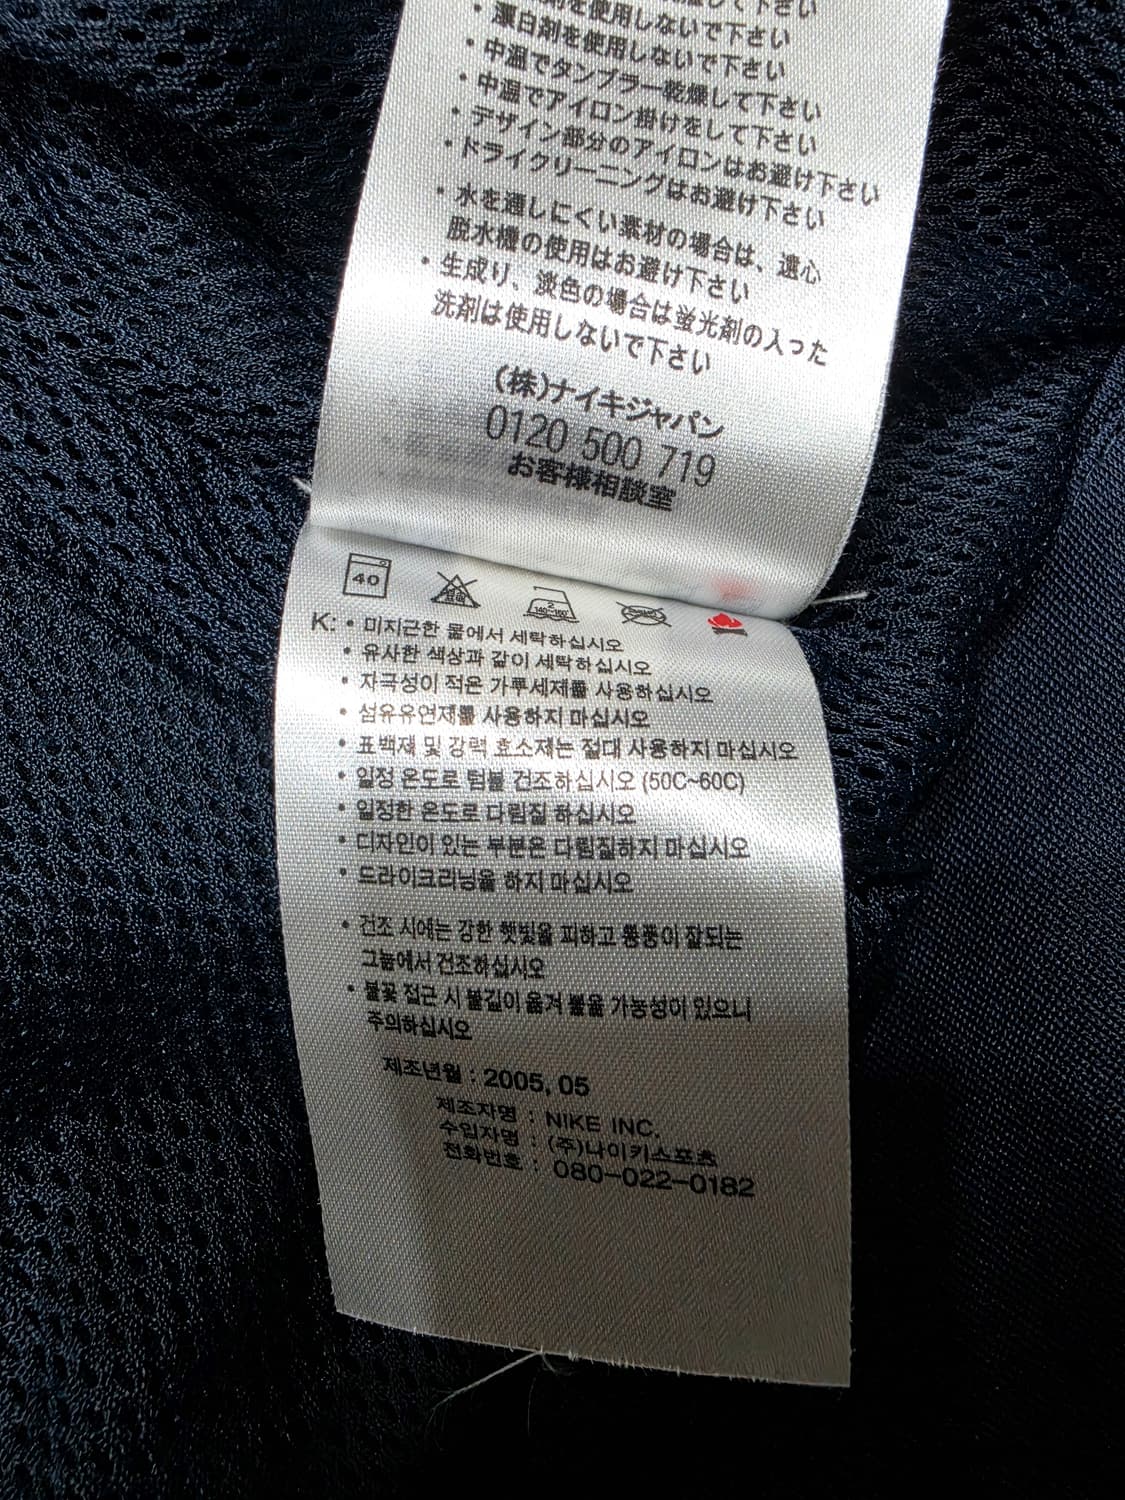 剤を使用しないで下さい
• 漂白剤を使用しないで下さい
• 中温でタンブラー乾燥して下さい
• 中温でアイロン掛けをして下さい
• デザイン部分のアイロンはお避け下さい
• ドライクリーニングはお避け下さい
• 水を通しにくい素材の場合は、遠心
脱水機の使用はお避け下さい
• 生成り、淡色の場合は蛍光剤の入った
洗剤は使用しないで下さい
(株)ナイキジャパン
0120 500 719
お客様相談室
40 2 140~160°
K: • 미지근한 물에서 세탁하십시오
• 유사한 색상과 같이 세탁하십시오
• 자극성이 적은 가루세제를 사용하십시오
• 섬유유연제를 사용하지 마십시오
• 표백제 및 강력 효소제는 절대 사용하지 마십시오
• 일정 온도로 텀블 건조하십시오 (50C~60C)
• 일정한 온도로 다림질 하십시오
• 디자인이 있는 부분은 다림질하지 마십시오
• 드라이크리닝을 하지 마십시오
• 건조 시에는 강한 햇빛을 피하고 통풍이 잘되는
그늘에서 건조하십시오
• 불꽃 접근 시 불길이 옮겨 붙을 가능성이 있으니
주의하십시오
제조년월 : 2005, 05
제조자명 : NIKE INC.
수입자명 : (주)나이키스포츠
전화번호 : 080-022-0182